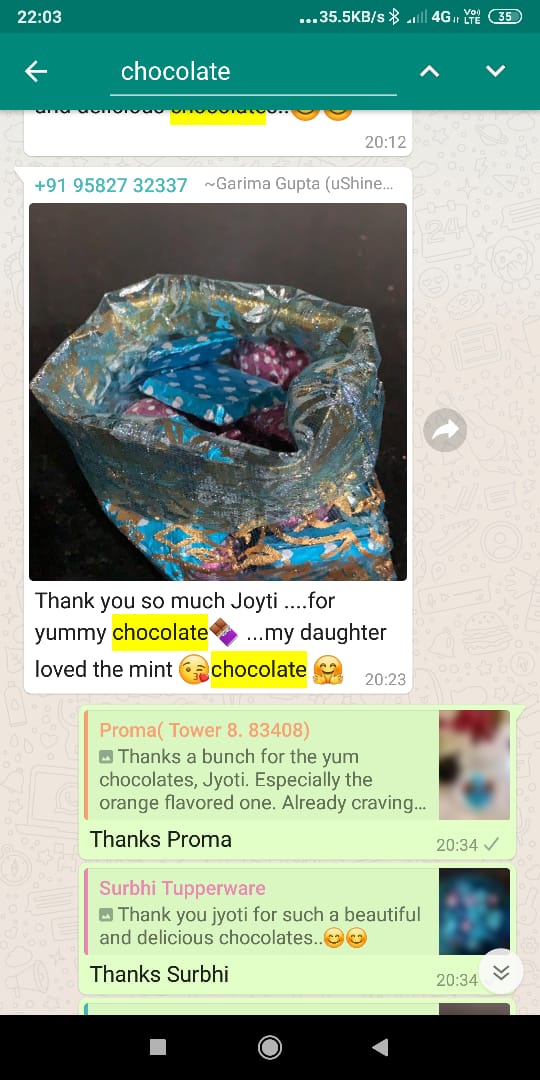 22:03
...35.5KB/s 4G Vo) LTE 35
chocolate
and delicious chocolates..😊😊
20:12
+91 95827 32337 ~Garima Gupta (uShine...
Thank you so much Joyti ....for
yummy chocolate🍫 ...my daughter
loved the mint 😘chocolate 🤗 20:23
Proma( Tower 8. 83408)
Thanks a bunch for the yum
chocolates, Jyoti. Especially the
orange flavored one. Already craving...
Thanks Proma
20:34
Surbhi Tupperware
Thank you jyoti for such a beautiful
and delicious chocolates..😊😊
Thanks Surbhi
20:34